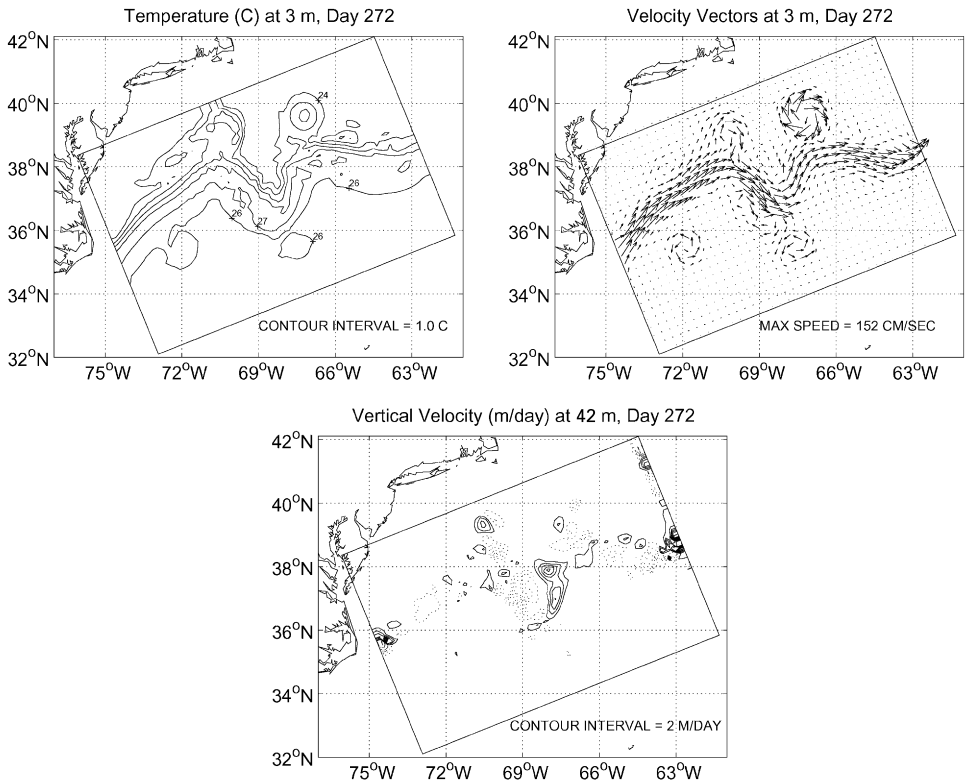 Temperature (C) at 3 m, Day 272
42°N
40°N
38°N
36°N
34°N
32°N
24
26
26
27
26
CONTOUR INTERVAL = 1.0 C
75°W 72°W 69°W 66°W 63°W
Velocity Vectors at 3 m, Day 272
42°N
40°N
38°N
36°N
34°N
32°N
MAX SPEED = 152 CM/SEC
75°W 72°W 69°W 66°W 63°W
Vertical Velocity (m/day) at 42 m, Day 272
42°N
40°N
38°N
36°N
34°N
32°N
CONTOUR INTERVAL = 2 M/DAY
75°W 72°W 69°W 66°W 63°W